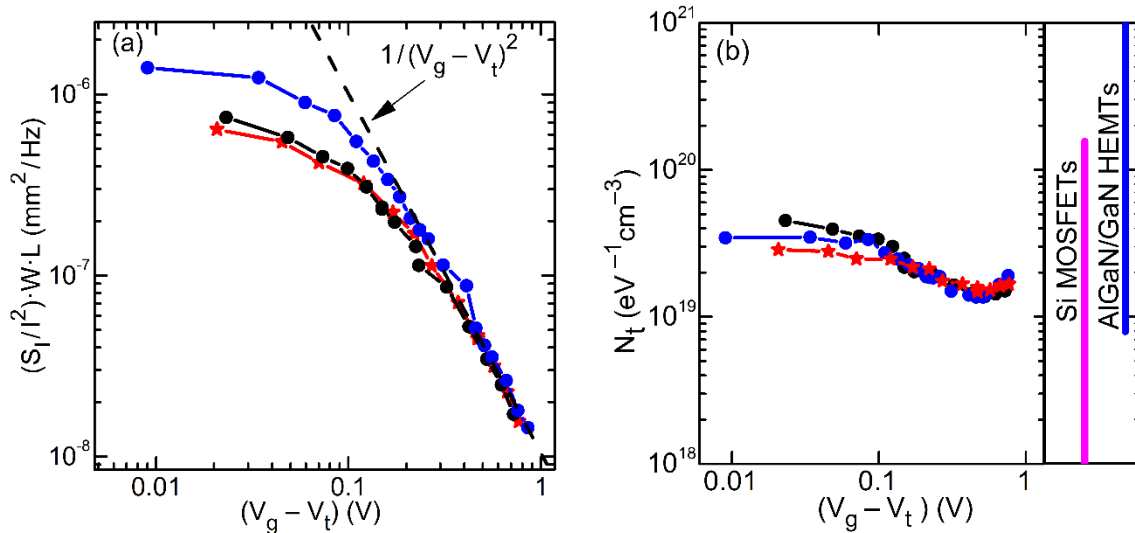 (a)
1/(V_g – V_t)^2
10^-6
10^-7
10^-8
(S_I/I^2)·W·L (mm^2/Hz)
0.01
0.1
1
(V_g – V_t) (V)
(b)
10^21
10^20
10^19
10^18
N_t (eV^-1cm^-3)
0.01
0.1
1
(V_g – V_t) (V)
Si MOSFETs
AlGaN/GaN HEMTs